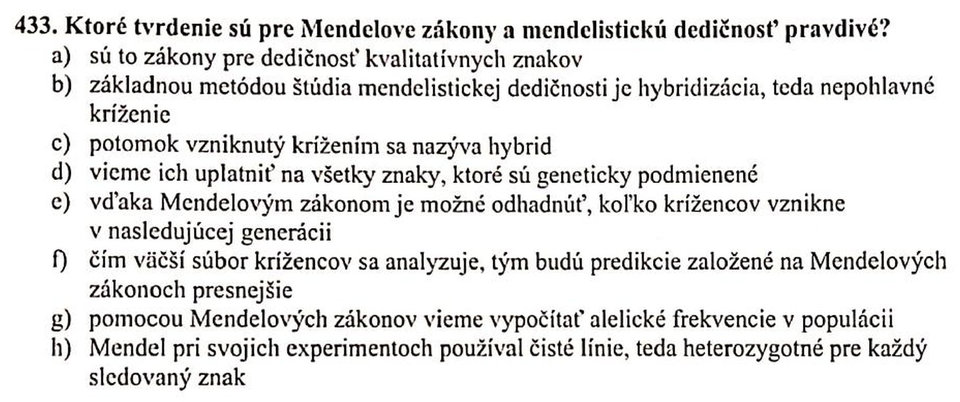 433. Ktoré tvrdenie sú pre Mendelove zákony a mendelistickú dedičnosť pravdivé?
a) sú to zákony pre dedičnosť kvalitatívnych znakov
b) základnou metódou štúdia mendelistickej dedičnosti je hybridizácia, teda nepohlavné
kríženie
c) potomok vzniknutý krížením sa nazýva hybrid
d) vieme ich uplatniť na všetky znaky, ktoré sú geneticky podmienené
e) vďaka Mendelovým zákonom je možné odhadnúť, koľko krížencov vznikne
v nasledujúcej generácii
f) čím väčší súbor krížencov sa analyzuje, tým budú predikcie založené na Mendelových
zákonoch presnejšie
g) pomocou Mendelových zákonov vieme vypočítať alelické frekvencie v populácii
h) Mendel pri svojich experimentoch používal čisté línie, teda heterozygotné pre každý
sledovaný znak